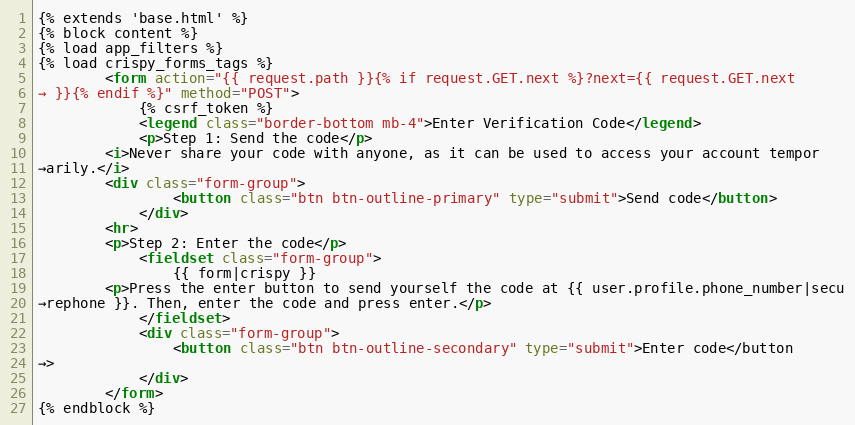 1 {% extends 'base.html' %}
2 {% block content %}
3 {% load app_filters %}
4 {% load crispy_forms_tags %}
5         <form action="{{ request.path }}{% if request.GET.next %}?next={{ request.GET.next
6 → }}{% endif %}" method="POST">
7             {% csrf_token %}
8             <legend class="border-bottom mb-4">Enter Verification Code</legend>
9             <p>Step 1: Send the code</p>
10         <i>Never share your code with anyone, as it can be used to access your account tempor
11 →arily.</i>
12         <div class="form-group">
13                 <button class="btn btn-outline-primary" type="submit">Send code</button>
14             </div>
15         <hr>
16         <p>Step 2: Enter the code</p>
17             <fieldset class="form-group">
18                 {{ form|crispy }}
19         <p>Press the enter button to send yourself the code at {{ user.profile.phone_number|secu
20 →rephone }}. Then, enter the code and press enter.</p>
21             </fieldset>
22             <div class="form-group">
23                 <button class="btn btn-outline-secondary" type="submit">Enter code</button
24 →>
25             </div>
26         </form>
27 {% endblock %}